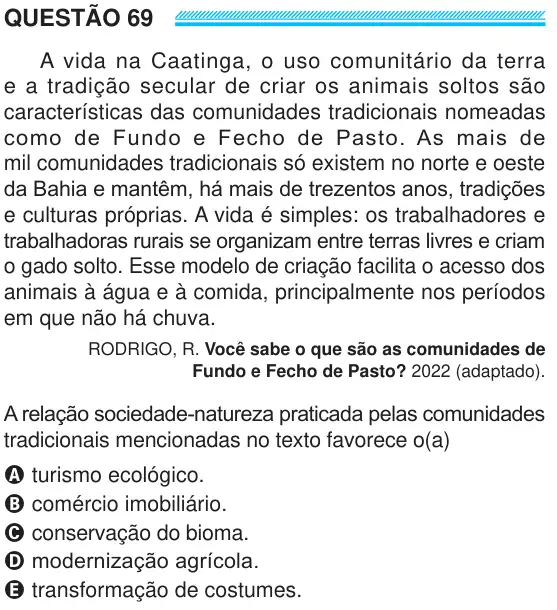 QUESTÃO 69
A vida na Caatinga, o uso comunitário da terra
e a tradição secular de criar os animais soltos são
características das comunidades tradicionais nomeadas
como de Fundo e Fecho de Pasto. As mais de
mil comunidades tradicionais só existem no norte e oeste
da Bahia e mantêm, há mais de trezentos anos, tradições
e culturas próprias. A vida é simples: os trabalhadores e
trabalhadoras rurais se organizam entre terras livres e criam
o gado solto. Esse modelo de criação facilita o acesso dos
animais à água e à comida, principalmente nos períodos
em que não há chuva.
RODRIGO, R. Você sabe o que são as comunidades de
Fundo e Fecho de Pasto? 2022 (adaptado).
A relação sociedade-natureza praticada pelas comunidades
tradicionais mencionadas no texto favorece o(a)
A turismo ecológico.
B comércio imobiliário.
C conservação do bioma.
D modernização agrícola.
E transformação de costumes.